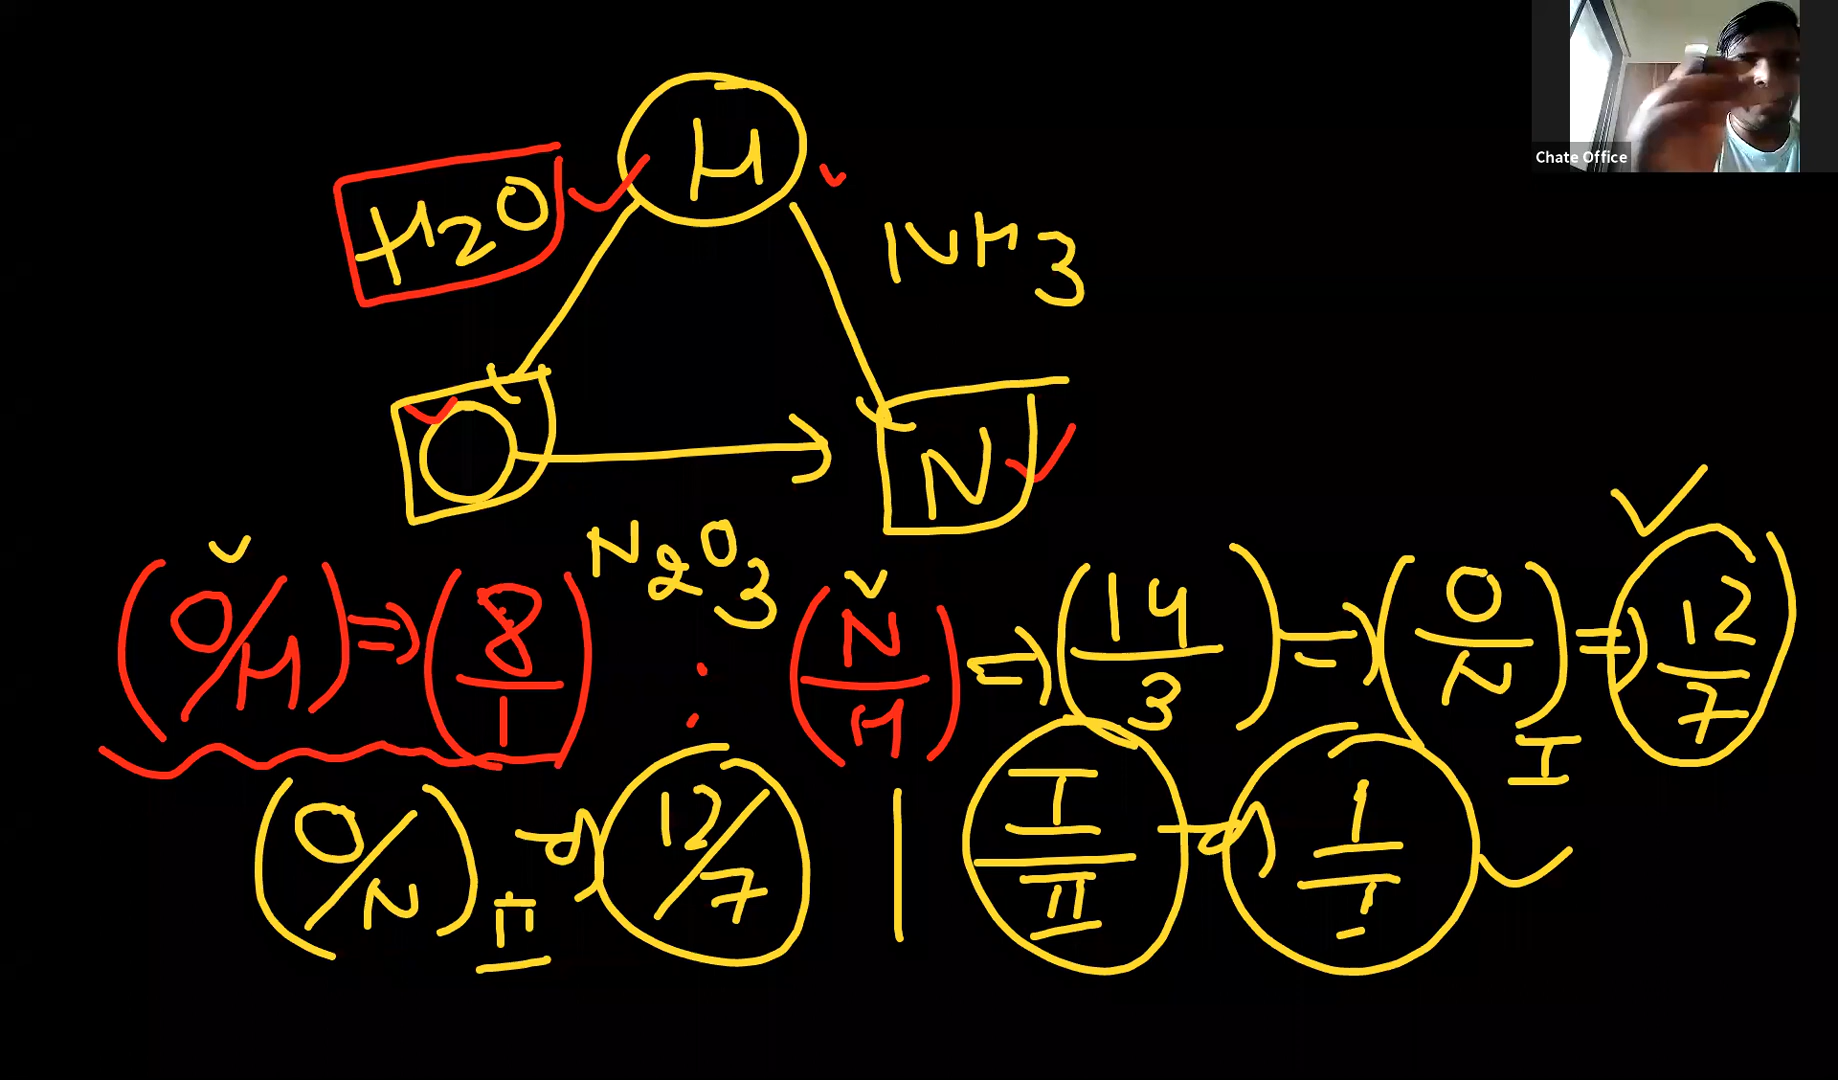 Chate Office
H
H2O
NH3
O
N
N2O3
(O/H) ⇒ (8/1) : (N/H) ⇒ (14/3) ⇒ (O/N) I ⇒ 12/7
(O/N) II → 12/7 | I/II → 1/1